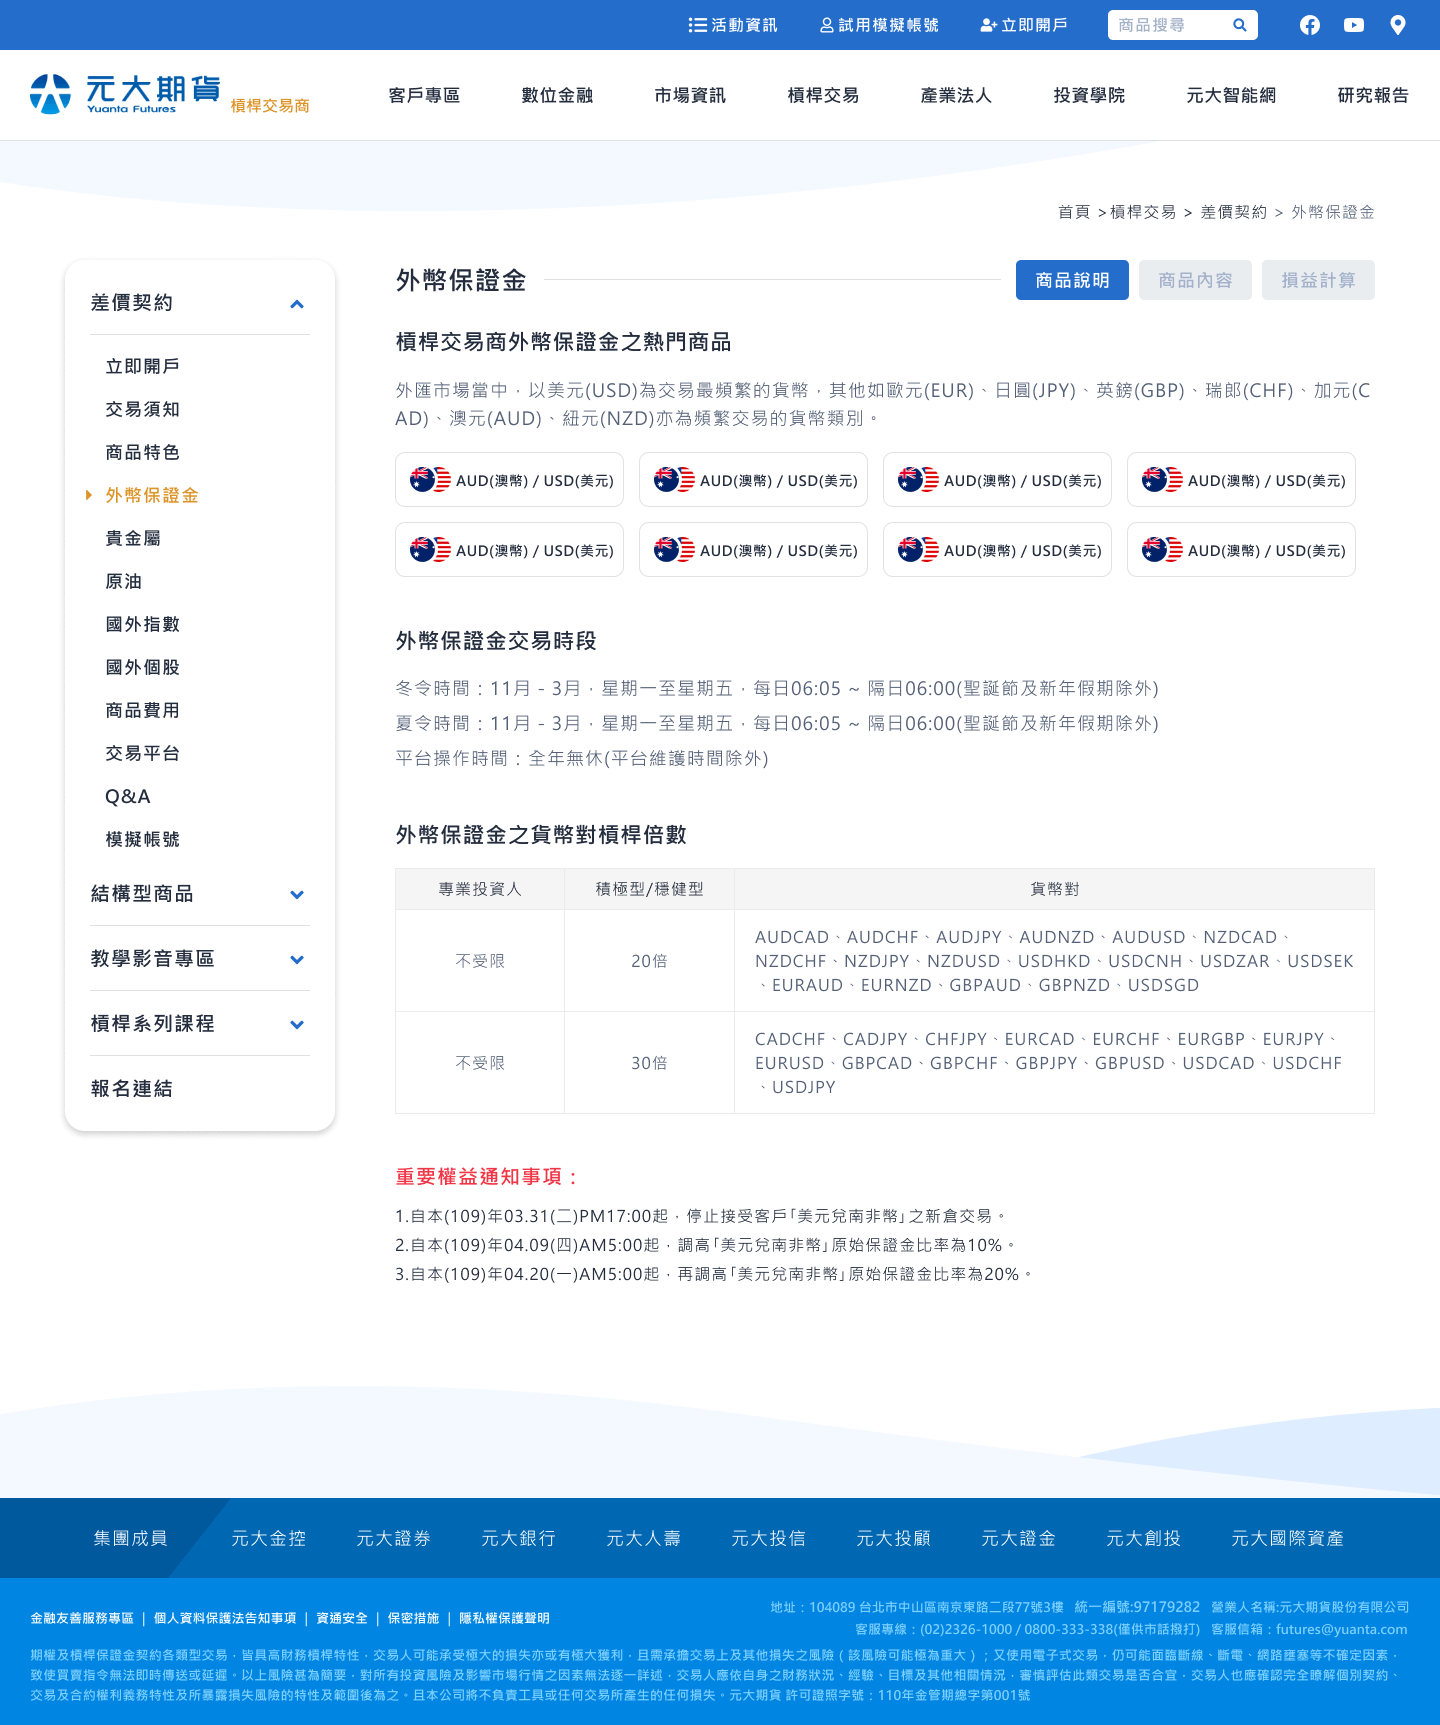 活動資訊 試用模擬帳號 立即開戶 商品搜尋
元大期貨 Yuanta Futures 槓桿交易商 客戶專區 數位金融 市場資訊 槓桿交易 產業法人 投資學院 元大智能網 研究報告
首頁 >槓桿交易 > 差價契約 > 外幣保證金
差價契約
立即開戶
交易須知
商品特色
外幣保證金
貴金屬
原油
國外指數
國外個股
商品費用
交易平台
Q&A
模擬帳號
結構型商品
教學影音專區
槓桿系列課程
報名連結
外幣保證金 商品說明 商品內容 損益計算
槓桿交易商外幣保證金之熱門商品
外匯市場當中，以美元(USD)為交易最頻繁的貨幣，其他如歐元(EUR)、日圓(JPY)、英鎊(GBP)、瑞郎(CHF)、加元(C
AD)、澳元(AUD)、紐元(NZD)亦為頻繁交易的貨幣類別。
AUD(澳幣) / USD(美元) AUD(澳幣) / USD(美元) AUD(澳幣) / USD(美元) AUD(澳幣) / USD(美元)
AUD(澳幣) / USD(美元) AUD(澳幣) / USD(美元) AUD(澳幣) / USD(美元) AUD(澳幣) / USD(美元)
外幣保證金交易時段
冬令時間：11月 - 3月，星期一至星期五，每日06:05 ~ 隔日06:00(聖誕節及新年假期除外)
夏令時間：11月 - 3月，星期一至星期五，每日06:05 ~ 隔日06:00(聖誕節及新年假期除外)
平台操作時間：全年無休(平台維護時間除外)
外幣保證金之貨幣對槓桿倍數
專業投資人 積極型/穩健型 貨幣對
不受限 20倍 AUDCAD、AUDCHF、AUDJPY、AUDNZD、AUDUSD、NZDCAD、
NZDCHF、NZDJPY、NZDUSD、USDHKD、USDCNH、USDZAR、USDSEK
、EURAUD、EURNZD、GBPAUD、GBPNZD、USDSGD
不受限 30倍 CADCHF、CADJPY、CHFJPY、EURCAD、EURCHF、EURGBP、EURJPY、
EURUSD、GBPCAD、GBPCHF、GBPJPY、GBPUSD、USDCAD、USDCHF
、USDJPY
重要權益通知事項：
1.自本(109)年03.31(二)PM17:00起，停止接受客戶「美元兌南非幣」之新倉交易。
2.自本(109)年04.09(四)AM5:00起，調高「美元兌南非幣」原始保證金比率為10%。
3.自本(109)年04.20(一)AM5:00起，再調高「美元兌南非幣」原始保證金比率為20%。
集團成員 元大金控 元大證券 元大銀行 元大人壽 元大投信 元大投顧 元大證金 元大創投 元大國際資產
金融友善服務專區 | 個人資料保護法告知事項 | 資通安全 | 保密措施 | 隱私權保護聲明
地址：104089 台北市中山區南京東路二段77號3樓 統一編號:97179282 營業人名稱:元大期貨股份有限公司
客服專線：(02)2326-1000 / 0800-333-338(僅供市話撥打) 客服信箱：futures@yuanta.com
期權及槓桿保證金契約各類型交易，皆具高財務槓桿特性，交易人可能承受極大的損失亦或有極大獲利，且需承擔交易上及其他損失之風險（該風險可能極為重大）；又使用電子式交易，仍可能面臨斷線、斷電、網路壅塞等不確定因素，
致使買賣指令無法即時傳送或延遲。以上風險甚為簡要，對所有投資風險及影響市場行情之因素無法逐一詳述，交易人應依自身之財務狀況、經驗、目標及其他相關情況，審慎評估此類交易是否合宜，交易人也應確認完全瞭解個別契約、
交易及合約權利義務特性及所暴露損失風險的特性及範圍後為之。且本公司將不負責工具或任何交易所產生的任何損失。元大期貨 許可證照字號：110年金管期總字第001號